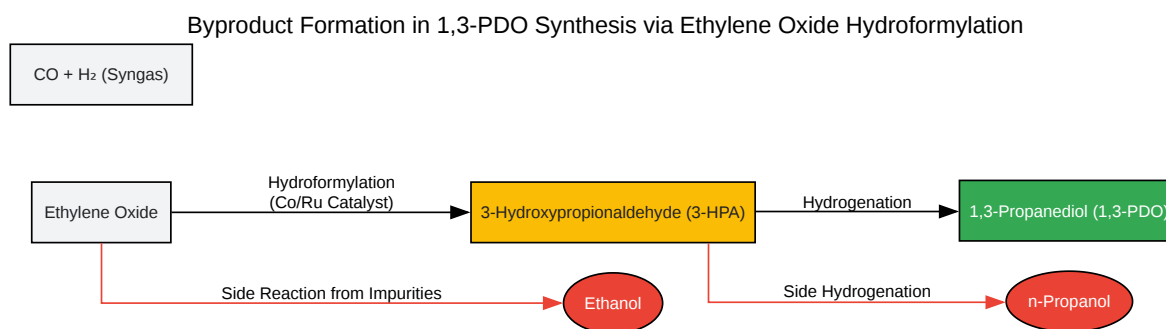 Byproduct Formation in 1,3-PDO Synthesis via Ethylene Oxide Hydroformylation
CO + H₂ (Syngas)
Ethylene Oxide
Hydroformylation
(Co/Ru Catalyst)
3-Hydroxypropionaldehyde (3-HPA)
Hydrogenation
1,3-Propanediol (1,3-PDO)
Side Reaction from Impurities
Ethanol
Side Hydrogenation
n-Propanol